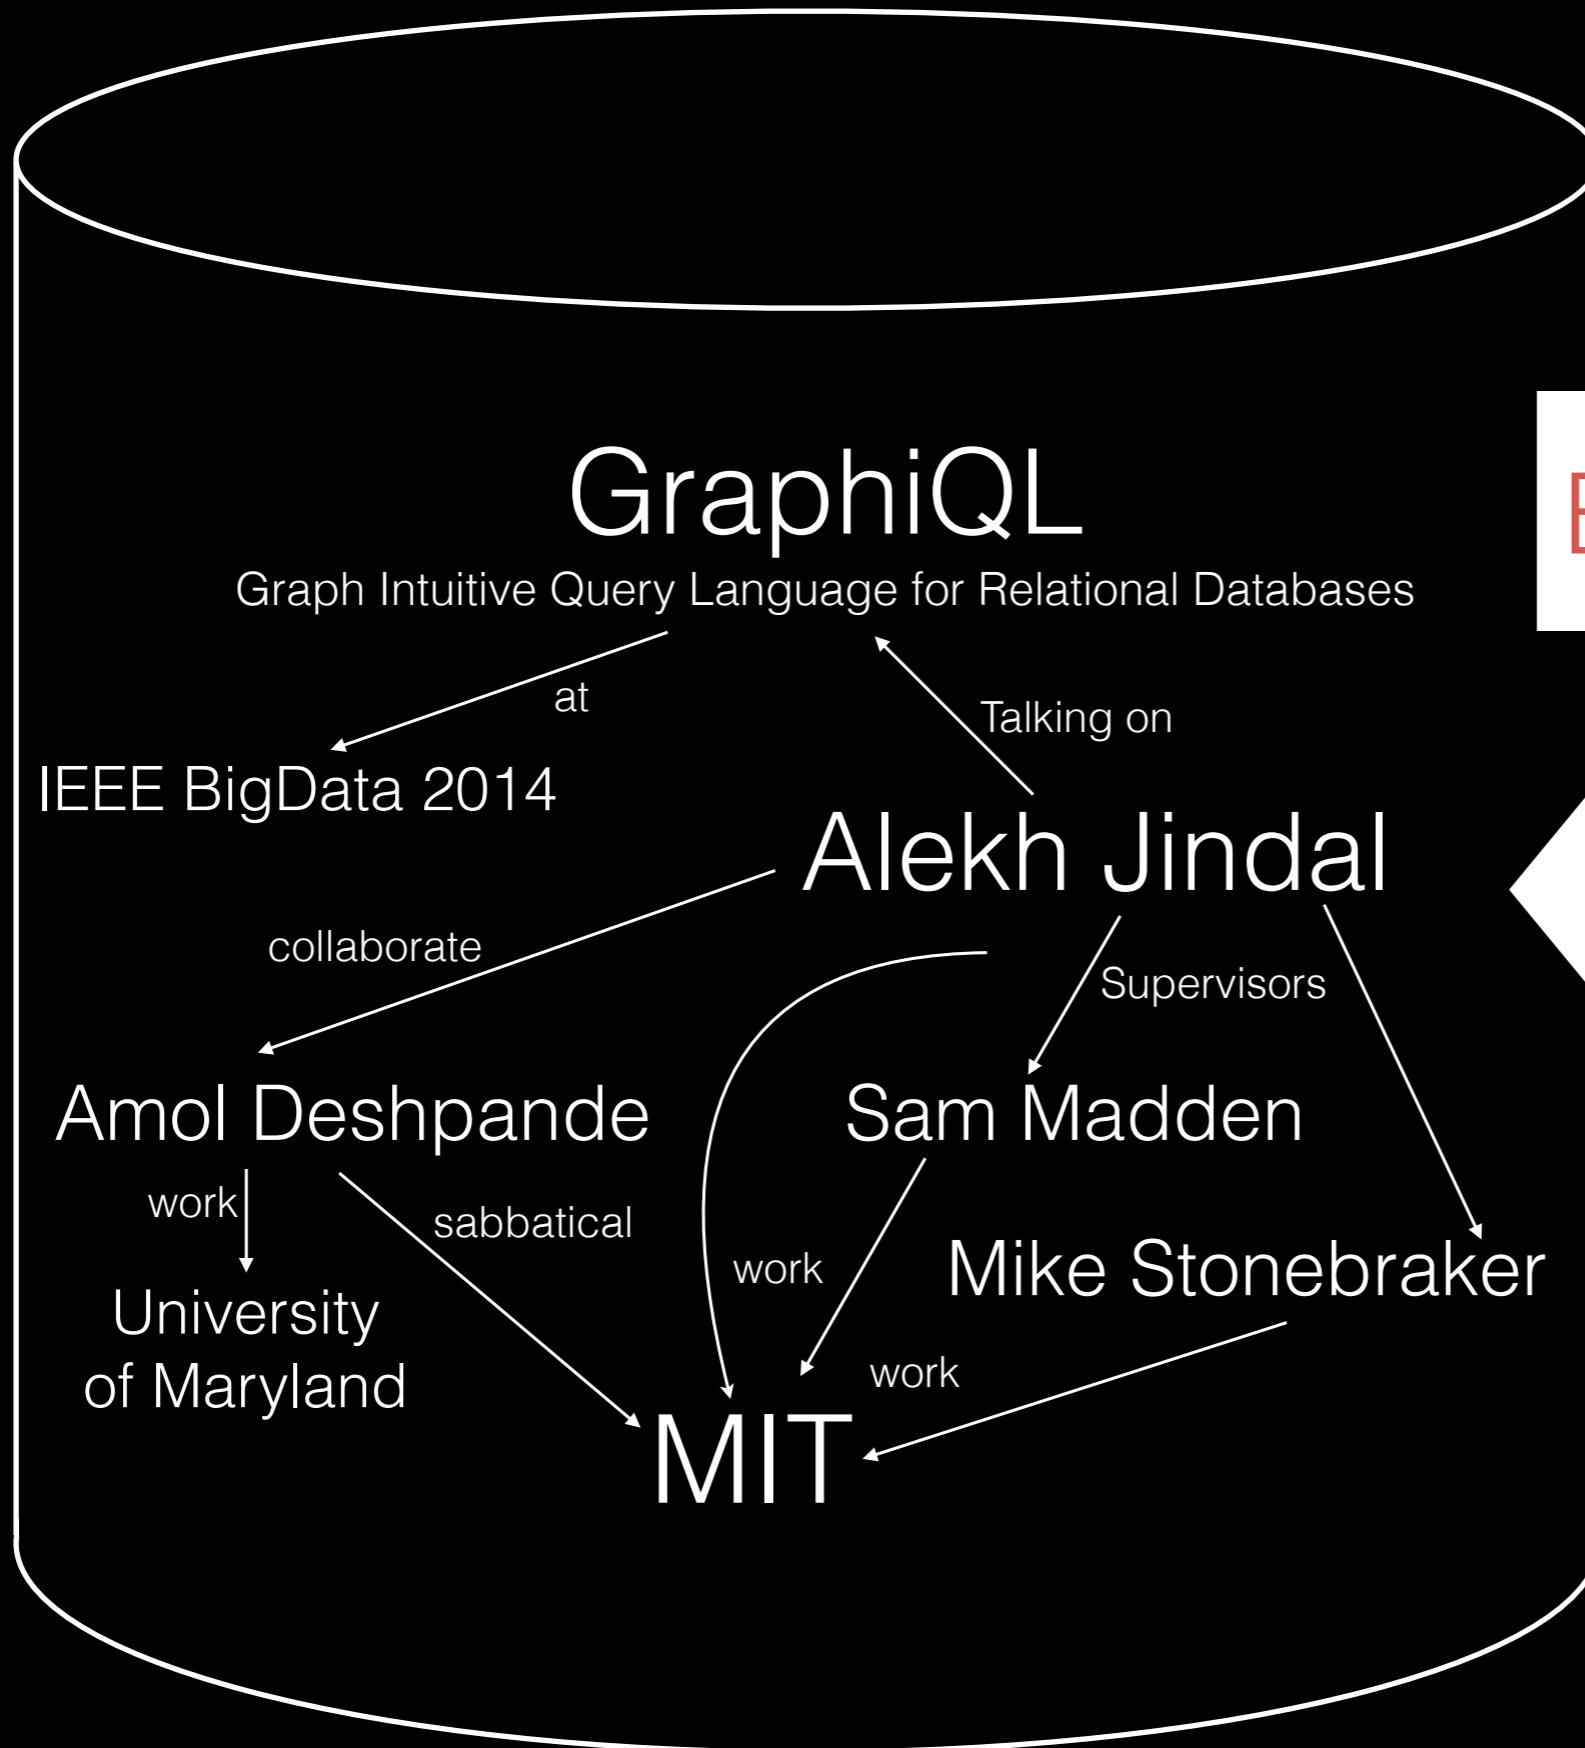 GraphiQL
Graph Intuitive Query Language for Relational Databases
at
Talking on
IEEE BigData 2014
Alekh Jindal
collaborate
Supervisors
Amol Deshpande
Sam Madden
work
sabbatical
work
Mike Stonebraker
University
of Maryland
work
MIT